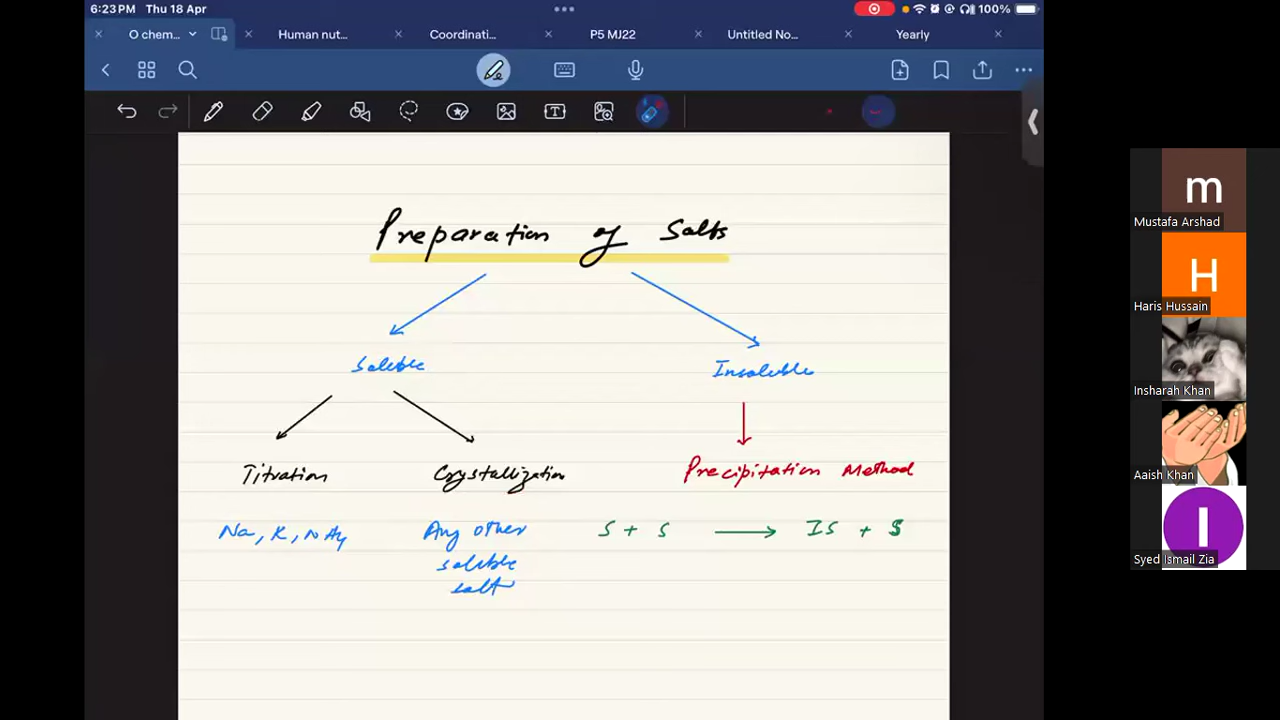 6:23 PM Thu 18 Apr
100%
O chem...
Human nut...
Coordinati...
P5 MJ22
Untitled No...
Yearly
Preparation of Salts
Soluble
Insoluble
Titration
Crystallization
Precipitation Method
Na, K, NH4
Any other
soluble
salt
S + S → IS + S
m
Mustafa Arshad
H
Haris Hussain
Insharah Khan
Aaish Khan
I
Syed Ismail Zia